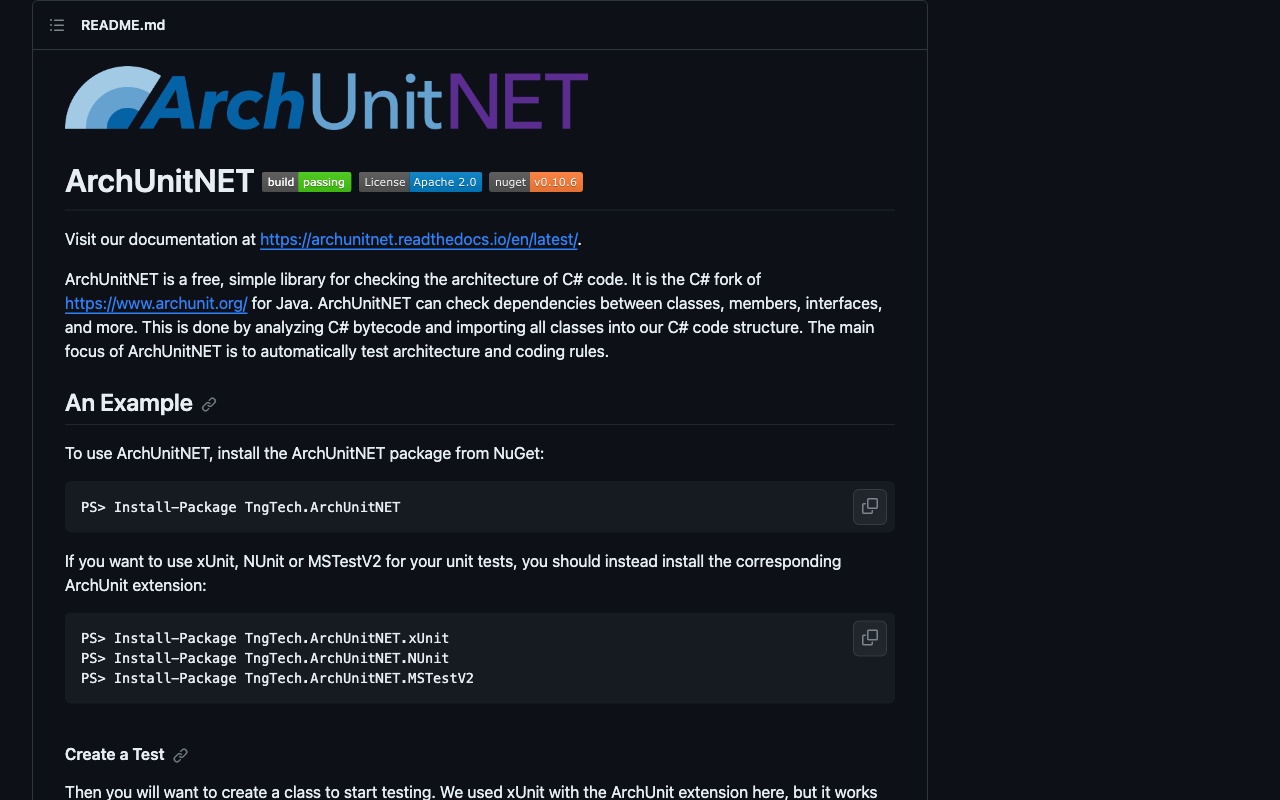 README.md
ArchUnitNET
ArchUnitNET build passing License Apache 2.0 nuget v0.10.6
Visit our documentation at https://archunitnet.readthedocs.io/en/latest/.
ArchUnitNET is a free, simple library for checking the architecture of C# code. It is the C# fork of
https://www.archunit.org/ for Java. ArchUnitNET can check dependencies between classes, members, interfaces,
and more. This is done by analyzing C# bytecode and importing all classes into our C# code structure. The main
focus of ArchUnitNET is to automatically test architecture and coding rules.
An Example
To use ArchUnitNET, install the ArchUnitNET package from NuGet:
PS> Install-Package TngTech.ArchUnitNET
If you want to use xUnit, NUnit or MSTestV2 for your unit tests, you should instead install the corresponding
ArchUnit extension:
PS> Install-Package TngTech.ArchUnitNET.xUnit
PS> Install-Package TngTech.ArchUnitNET.NUnit
PS> Install-Package TngTech.ArchUnitNET.MSTestV2
Create a Test
Then you will want to create a class to start testing. We used xUnit with the ArchUnit extension here, but it works